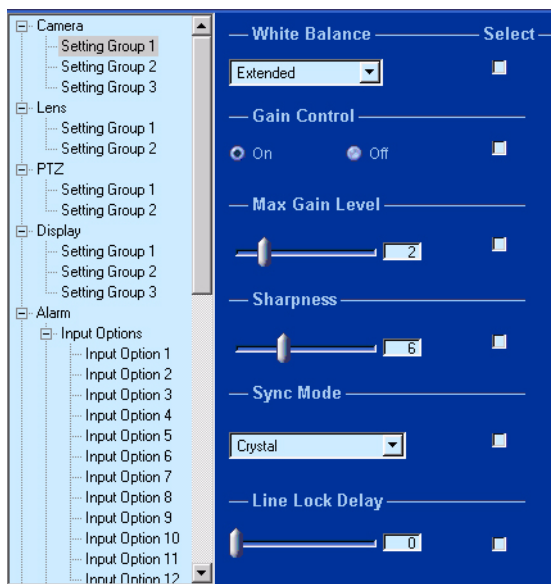 Camera
Setting Group 1
Setting Group 2
Setting Group 3
Lens
Setting Group 1
Setting Group 2
PTZ
Setting Group 1
Setting Group 2
Display
Setting Group 1
Setting Group 2
Setting Group 3
Alarm
Input Options
Input Option 1
Input Option 2
Input Option 3
Input Option 4
Input Option 5
Input Option 6
Input Option 7
Input Option 8
Input Option 9
Input Option 10
Input Option 11
Input Option 12
White Balance Select
Extended
Gain Control
On Off
Max Gain Level
2
Sharpness
6
Sync Mode
Crystal
Line Lock Delay
0